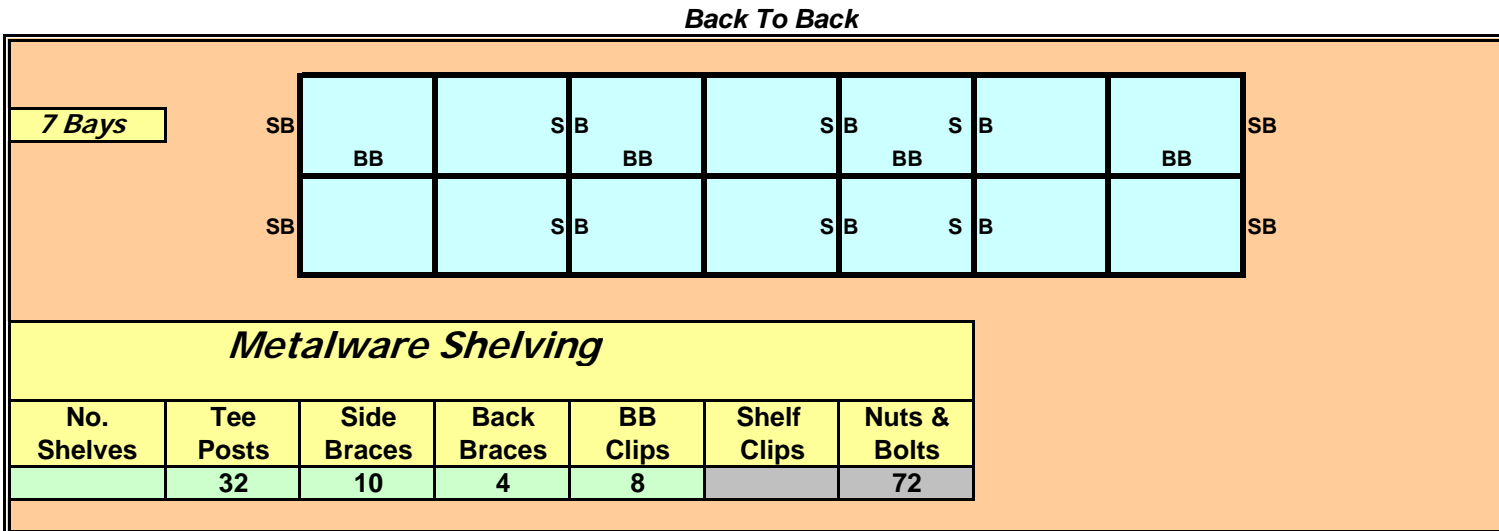 Back To Back
7 Bays SB S B S B S B SB
BB BB BB BB
SB S B S B S B SB
Metalware Shelving
No. Tee Side Back BB Shelf Nuts &
Shelves Posts Braces Braces Clips Clips Bolts
32 10 4 8 72